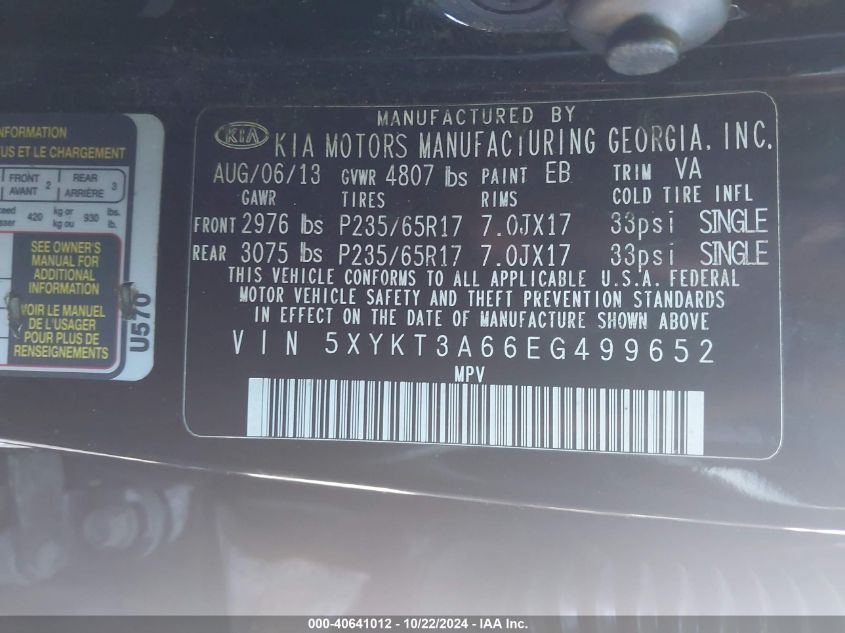 NFORMATION
US ET LE CHARGEMENT
FRONT AVANT 2 REAR ARRIÈRE 3
420 kg or ou 930 lbs. lb.
SEE OWNER'S
MANUAL FOR
ADDITIONAL
INFORMATION
VOIR LE MANUEL
DE L'USAGER
POUR PLUS DE
RENSEIGNEMENTS
U570
MANUFACTURED BY
KIA KIA MOTORS MANUFACTURING GEORGIA, INC.
AUG/06/13 GVWR 4807 lbs PAINT EB TRIM VA
GAWR TIRES RIMS COLD TIRE INFL
FRONT 2976 lbs P235/65R17 7.0JX17 33psi SINGLE
REAR 3075 lbs P235/65R17 7.0JX17 33psi SINGLE
THIS VEHICLE CONFORMS TO ALL APPLICABLE U.S.A. FEDERAL
MOTOR VEHICLE SAFETY AND THEFT PREVENTION STANDARDS
IN EFFECT ON THE DATE OF MANUFACTURE SHOWN ABOVE
VIN 5XYKT3A66EG499652
MPV
000-40641012 - 10/22/2024 - IAA Inc.